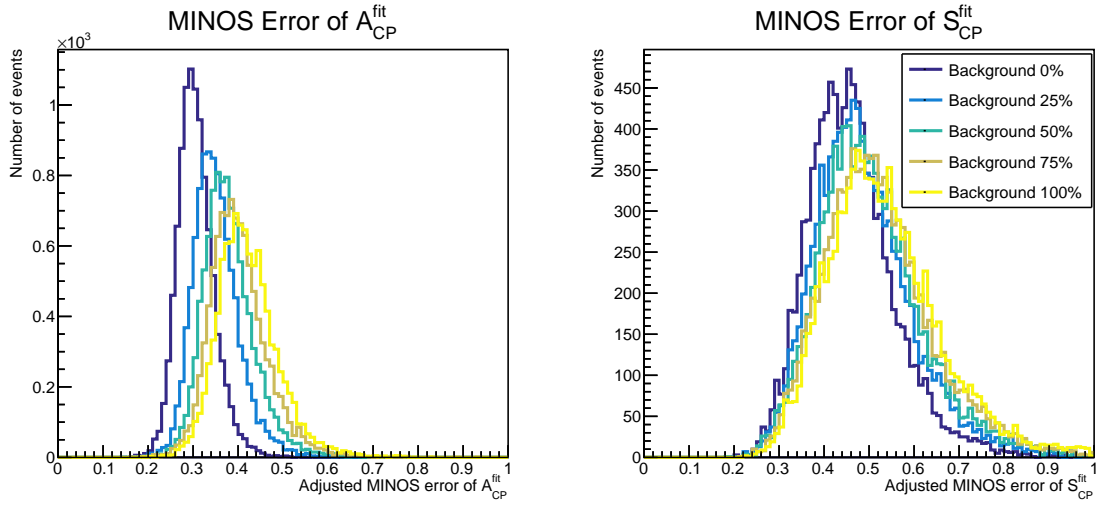 MINOS Error of A_CP^fit
×10³
Number of events
1
0.8
0.6
0.4
0.2
0
0 0.1 0.2 0.3 0.4 0.5 0.6 0.7 0.8 0.9 1
Adjusted MINOS error of A_CP^fit
MINOS Error of S_CP^fit
Number of events
450
400
350
300
250
200
150
100
50
0
0 0.1 0.2 0.3 0.4 0.5 0.6 0.7 0.8 0.9 1
Adjusted MINOS error of S_CP^fit
Background 0%
Background 25%
Background 50%
Background 75%
Background 100%